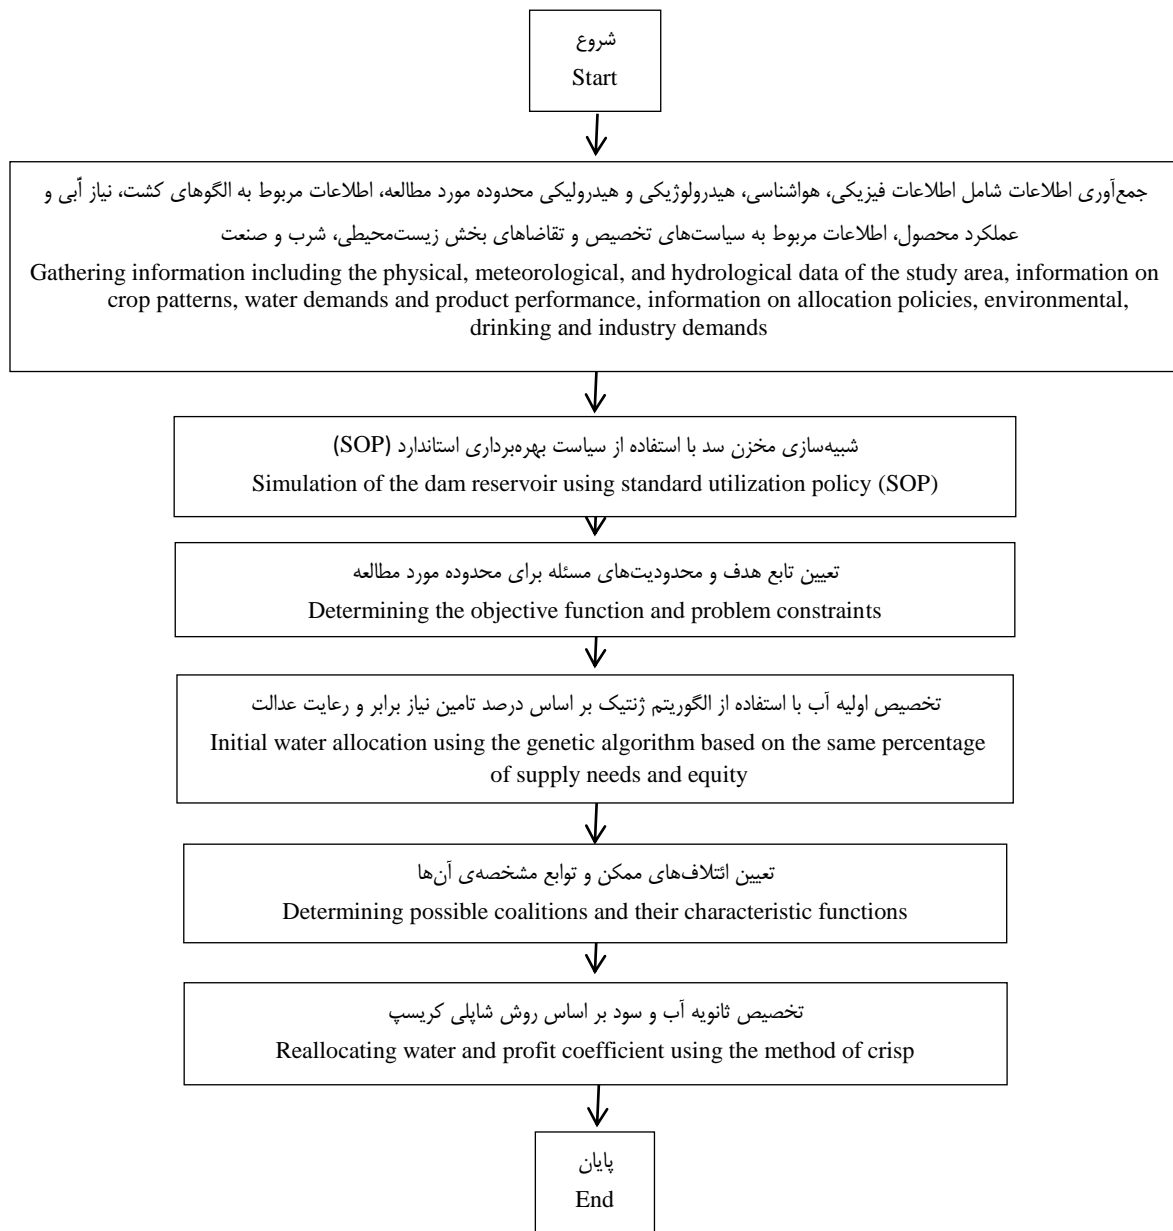 شروع
Start
جمع‌آوری اطلاعات شامل اطلاعات فیزیکی، هواشناسی، هیدرولوژیکی و هیدرولیکی محدوده مورد مطالعه، اطلاعات مربوط به الگوهای کشت، نیاز آبی و
عملکرد محصول، اطلاعات مربوط به سیاست‌های تخصیص و تقاضاهای بخش زیست‌محیطی، شرب و صنعت
Gathering information including the physical, meteorological, and hydrological data of the study area, information on
crop patterns, water demands and product performance, information on allocation policies, environmental,
drinking and industry demands
شبیه‌سازی مخزن سد با استفاده از سیاست بهره‌برداری استاندارد (SOP)
Simulation of the dam reservoir using standard utilization policy (SOP)
تعیین تابع هدف و محدودیت‌های مسئله برای محدوده مورد مطالعه
Determining the objective function and problem constraints
تخصیص اولیه آب با استفاده از الگوریتم ژنتیک بر اساس درصد تامین نیاز برابر و رعایت عدالت
Initial water allocation using the genetic algorithm based on the same percentage
of supply needs and equity
تعیین ائتلاف‌های ممکن و توابع مشخصه‌ی آن‌ها
Determining possible coalitions and their characteristic functions
تخصیص ثانویه آب و سود بر اساس روش شاپلی کریسپ
Reallocating water and profit coefficient using the method of crisp
پایان
End